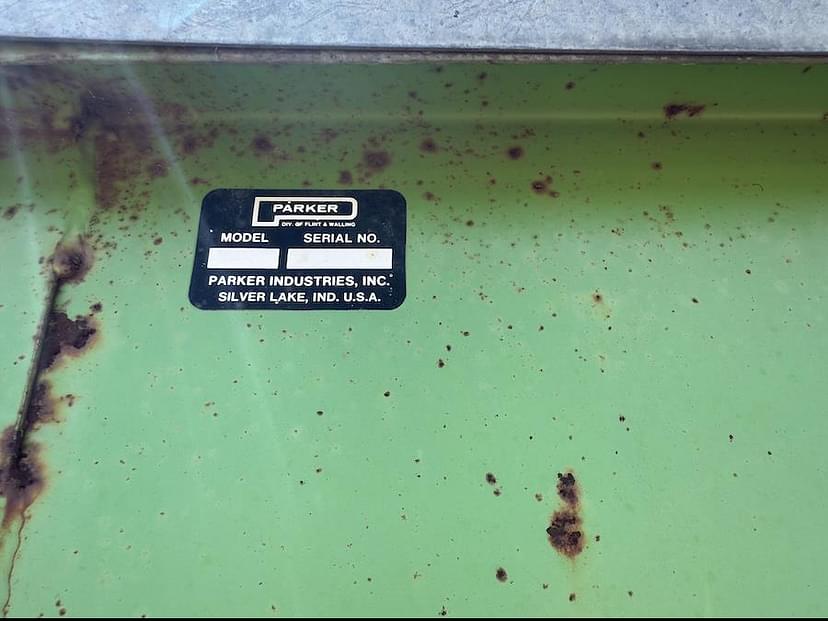 PARKER
DIV. OF FLINT & WALLING
MODEL SERIAL NO.
PARKER INDUSTRIES, INC.
SILVER LAKE, IND. U.S.A.